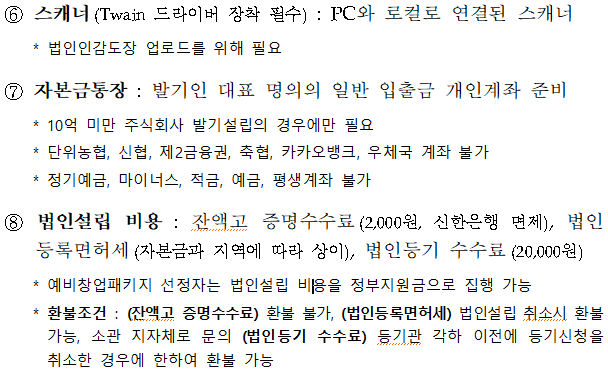 ⑥ 스캐너(Twain 드라이버 장착 필수) : PC와 로컬로 연결된 스캐너
* 법인인감도장 업로드를 위해 필요
⑦ 자본금통장 : 발기인 대표 명의의 일반 입출금 개인계좌 준비
* 10억 미만 주식회사 발기설립의 경우에만 필요
* 단위농협, 신협, 제2금융권, 축협, 카카오뱅크, 우체국 계좌 불가
* 정기예금, 마이너스, 적금, 예금, 평생계좌 불가
⑧ 법인설립 비용 : 잔액고 증명수수료(2,000원, 신한은행 면제), 법인
등록면허세(자본금과 지역에 따라 상이), 법인등기 수수료(20,000원)
* 예비창업패키지 선정자는 법인설립 비용을 정부지원금으로 집행 가능
* 환불조건 : (잔액고 증명수수료) 환불 불가, (법인등록면허세) 법인설립 취소시 환불
가능, 소관 지자체로 문의 (법인등기 수수료) 등기관 각하 이전에 등기신청을
취소한 경우에 한하여 환불 가능